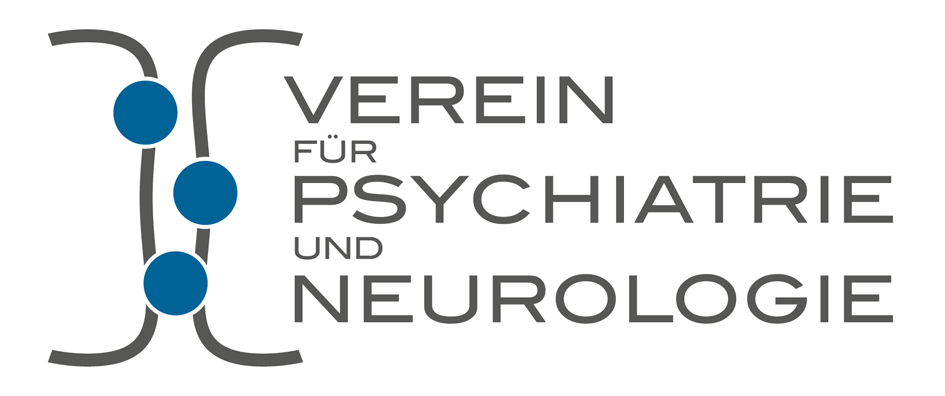 VEREIN
FÜR
PSYCHIATRIE
UND
NEUROLOGIE